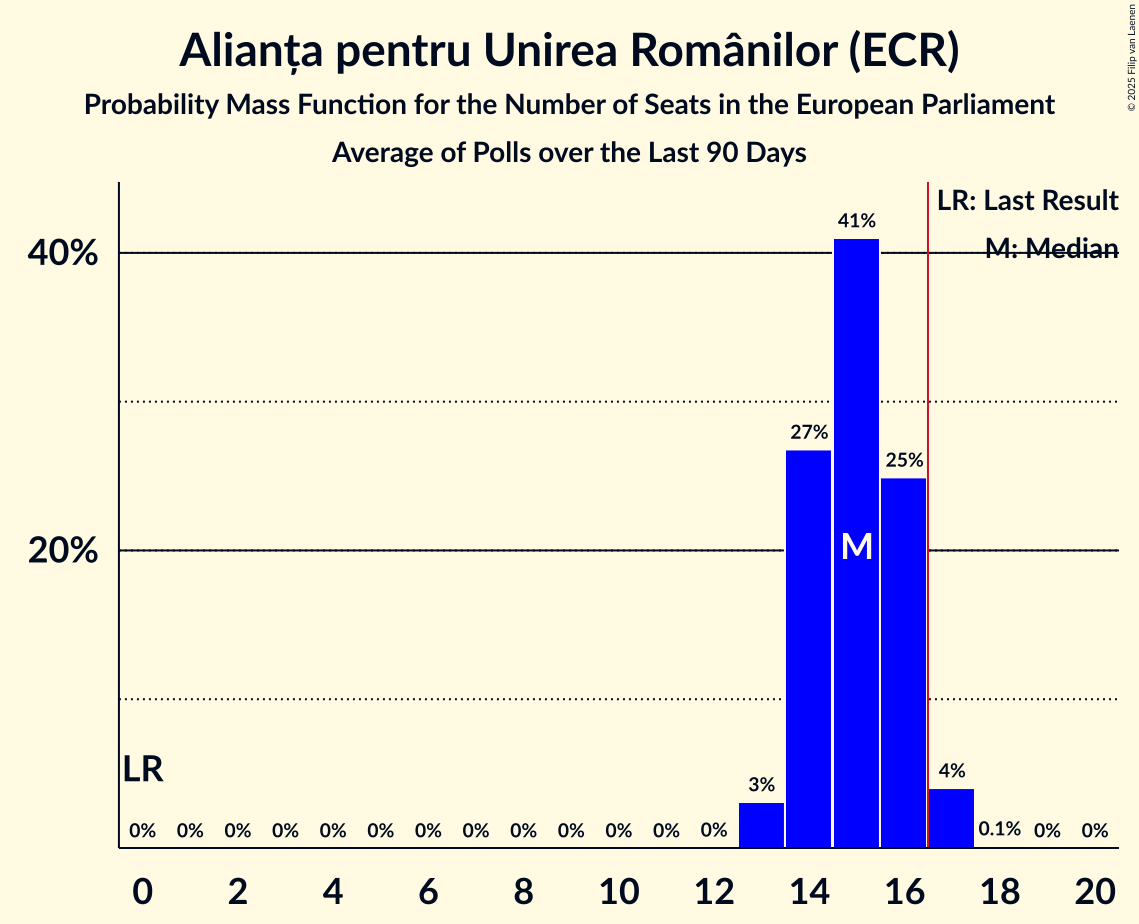 Alianța pentru Unirea Românilor (ECR)
Probability Mass Function for the Number of Seats in the European Parliament
Average of Polls over the Last 90 Days
© 2025 Filip van Laenen
LR: Last Result
M: Median
40%
20%
41%
27%
25%
M
LR
0% 0% 0% 0% 0% 0% 0% 0% 0% 0% 0% 0% 0% 3% 4% 0.1% 0% 0%
0 2 4 6 8 10 12 14 16 18 20